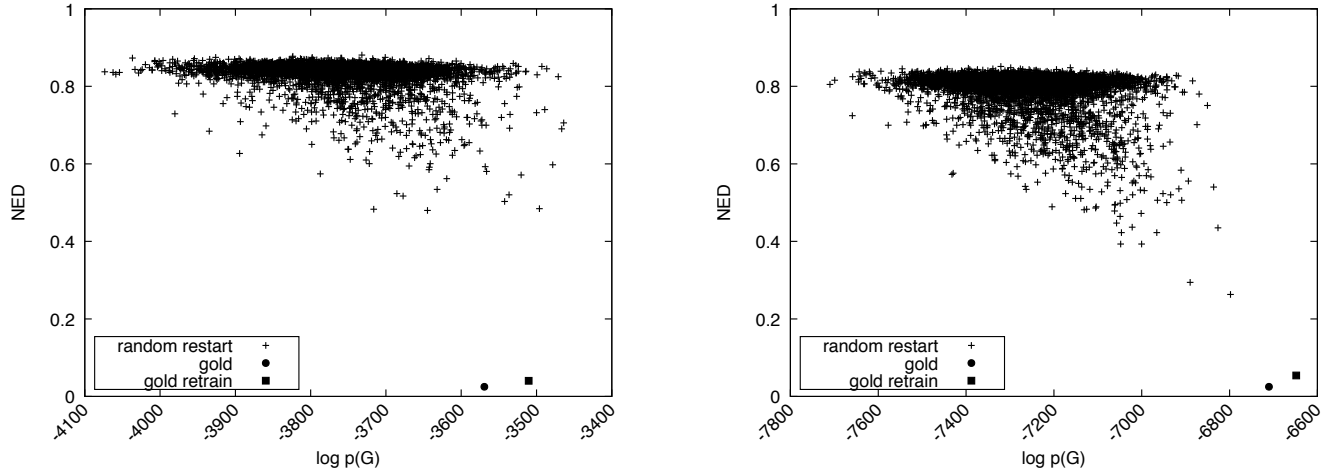 1
0.8
0.6
0.4
0.2
0
NED
random restart
gold
gold retrain
-4100
-4000
-3900
-3800
-3700
-3600
-3500
-3400
log p(G)
1
0.8
0.6
0.4
0.2
0
NED
random restart
gold
gold retrain
-7800
-7600
-7400
-7200
-7000
-6800
-6600
log p(G)